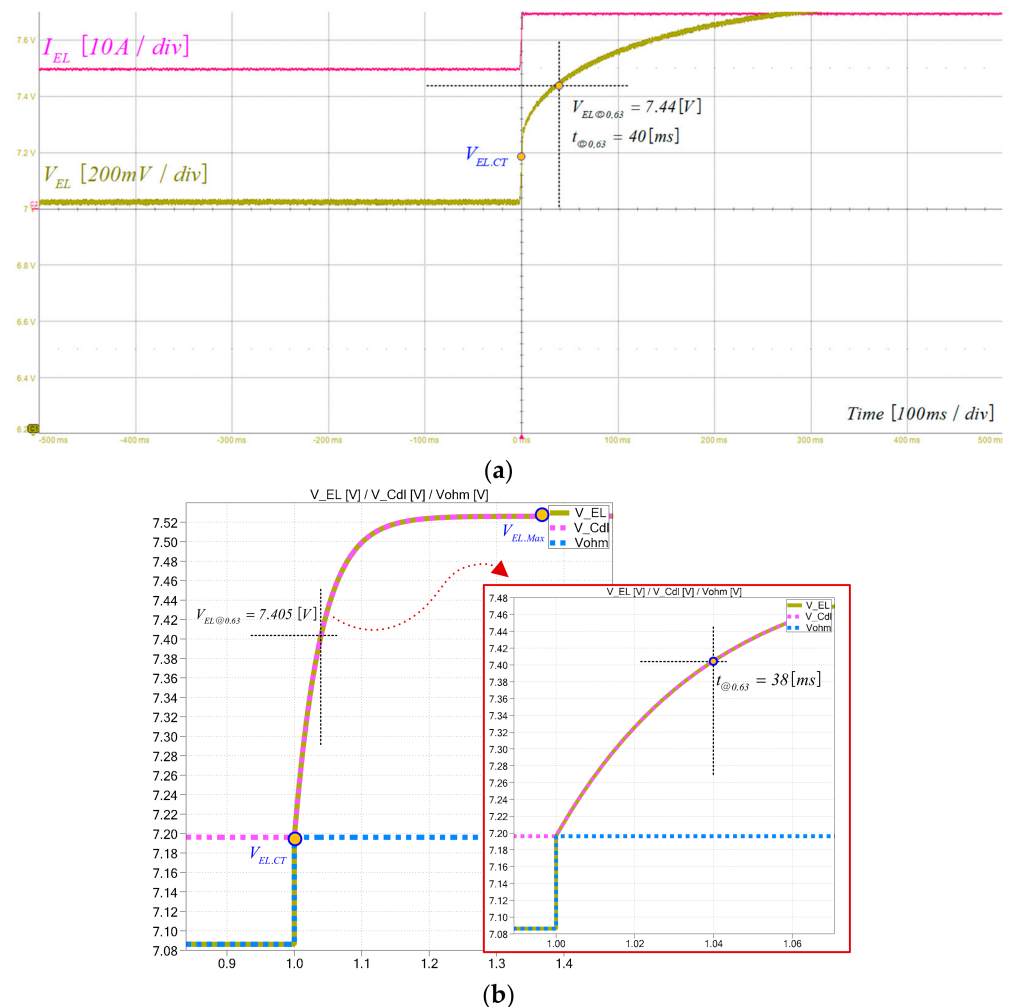 7.6 V
I_EL [10A / div]
7.4 V
V_EL@0,63 = 7.44[V]
t_@0,63 = 40[ms]
7.2 V
V_EL.CT
V_EL [200mV / div]
6.8 V
6.6 V
6.4 V
Time [100ms / div]
6.2
C1
-500 ms -400 ms -300 ms -200 ms -100 ms 0 ms 100 ms 200 ms 300 ms 400 ms 500
(a)
V_EL [V] / V_Cdl [V] / Vohm [V]
7.52
7.50
7.48
7.46
7.44
7.42
7.40
7.38
7.36
7.34
7.32
7.30
7.28
7.26
7.24
7.22
7.20
7.18
7.16
7.14
7.12
7.10
7.08
0.9 1.0 1.1 1.2 1.3 1.4
V_EL
V_Cdl
Vohm
V_EL.Max
V_EL@0.63 = 7.405 [V]
V_EL.CT
V_EL [V] / V_Cdl [V] / Vohm [V]
7.48
7.46
7.44
7.42
7.40
7.38
7.36
7.34
7.32
7.30
7.28
7.26
7.24
7.22
7.20
7.18
7.16
7.14
7.12
7.10
7.08
1.00 1.02 1.04 1.06
V_EL
V_Cdl
Vohm
t_@0.63 = 38[ms]
(b)